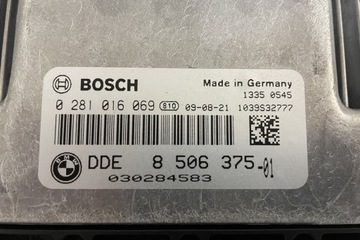 BOSCH
Made in Germany
1335 0545
0 281 016 069 810 09-08-21 1039S32777
BMW
DDE 8 506 375-01
030284583